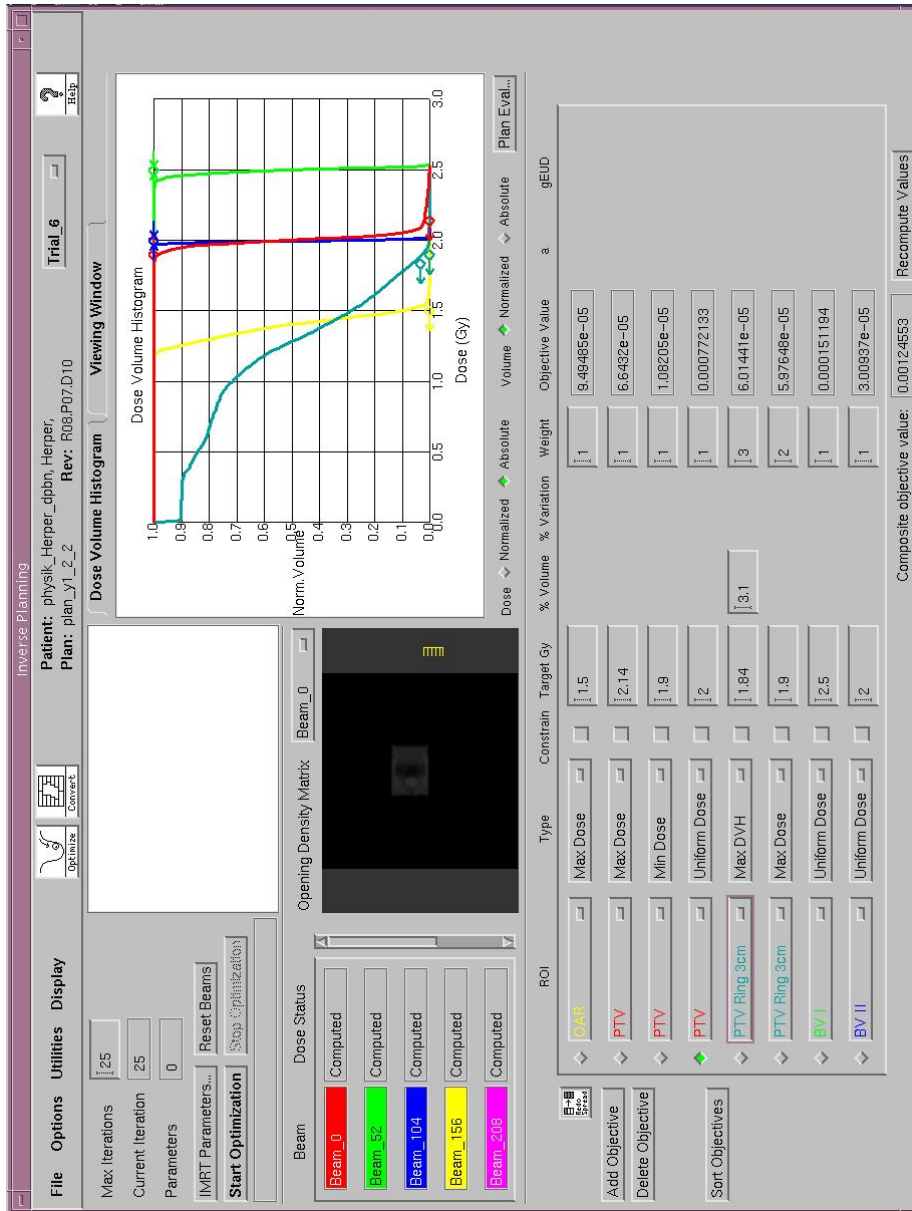 Inverse Planning
Patient: physik_Herper_dpbn, Herper,
Plan: plan_y1_2_2 Rev: R08.P07.D10
Optimize
Convert
Trial_6
Help
File Options Utilities Display
Max Iterations 25
Current Iteration 25
Parameters 0
IMRT Parameters... Reset Beams
Start Optimization Stop Optimization
Beam Dose Status
Beam_0 Computed
Beam_52 Computed
Beam_104 Computed
Beam_156 Computed
Beam_208 Computed
Opening Density Matrix Beam_0
Dose Volume Histogram Viewing Window
Dose Volume Histogram
Norm.Volume
1.0
0.9
0.8
0.7
0.6
0.5
0.4
0.3
0.2
0.1
0.0
0.0 0.5 1.0 1.5 2.0 2.5 3.0
Dose (Gy)
Dose Normalized Absolute Volume Normalized Absolute Plan Eval...
Redo Spread
Add Objective
Delete Objective
Sort Objectives
ROI Type Constrain Target Gy % Volume % Variation Weight Objective Value a gEUD
OAR Max Dose 1.5 1 9.49485e-05
PTV Max Dose 2.14 1 6.6432e-05
PTV Min Dose 1.9 1 1.08205e-05
PTV Uniform Dose 2 1 0.000772133
PTV Ring 3cm Max DVH 1.84 3.1 3 6.01441e-05
PTV Ring 3cm Max Dose 1.9 2 5.97648e-05
BV I Uniform Dose 2.5 1 0.000151194
BV II Uniform Dose 2 1 3.00937e-05
Composite objective value: 0.00124553 Recompute Values